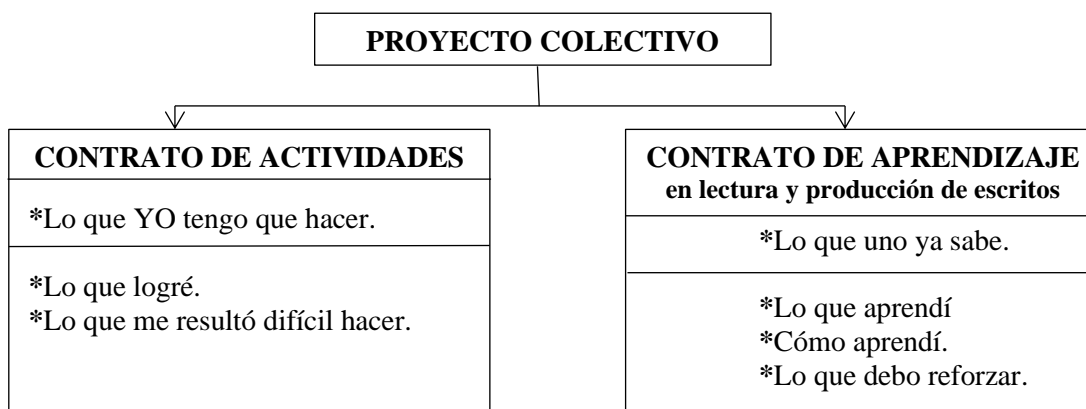 PROYECTO COLECTIVO
CONTRATO DE ACTIVIDADES
*Lo que YO tengo que hacer.
*Lo que logré.
*Lo que me resultó difícil hacer.
CONTRATO DE APRENDIZAJE
en lectura y producción de escritos
*Lo que uno ya sabe.
*Lo que aprendí
*Cómo aprendí.
*Lo que debo reforzar.